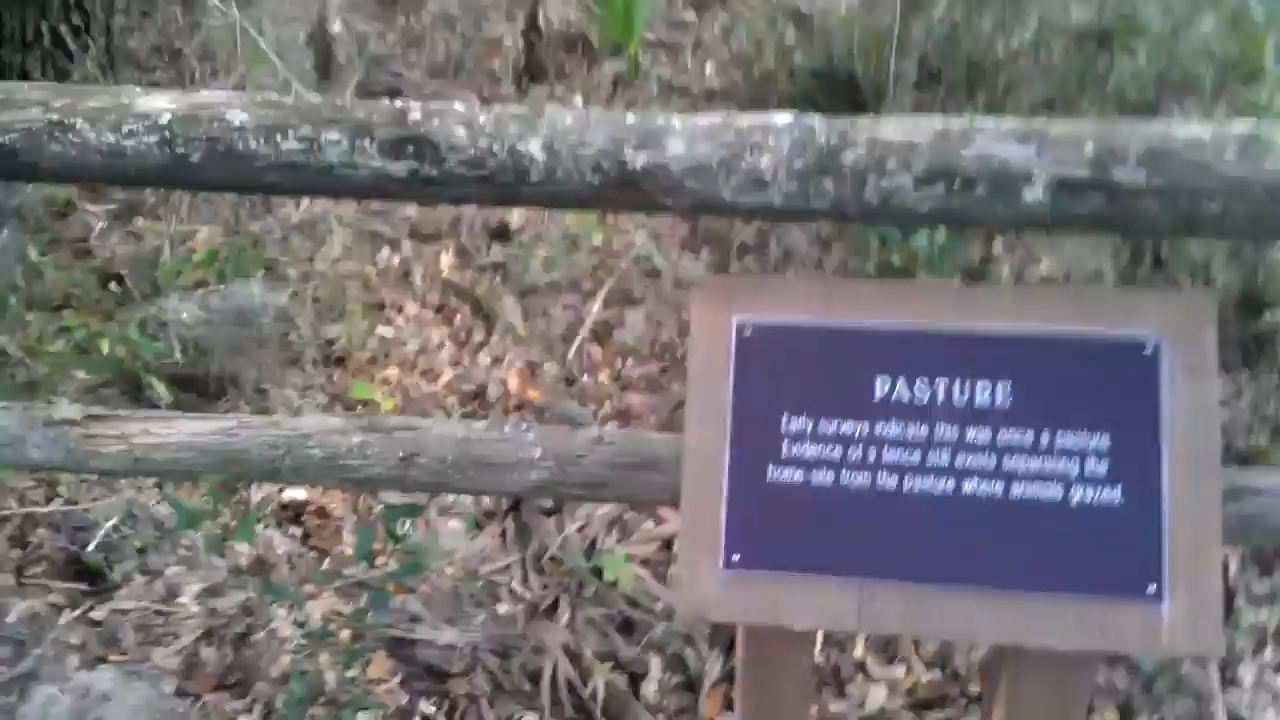 PASTURE
Early surveys indicate this was once a pasture
Evidence of a fence still exists separating the
home site from the pasture where animals grazed.